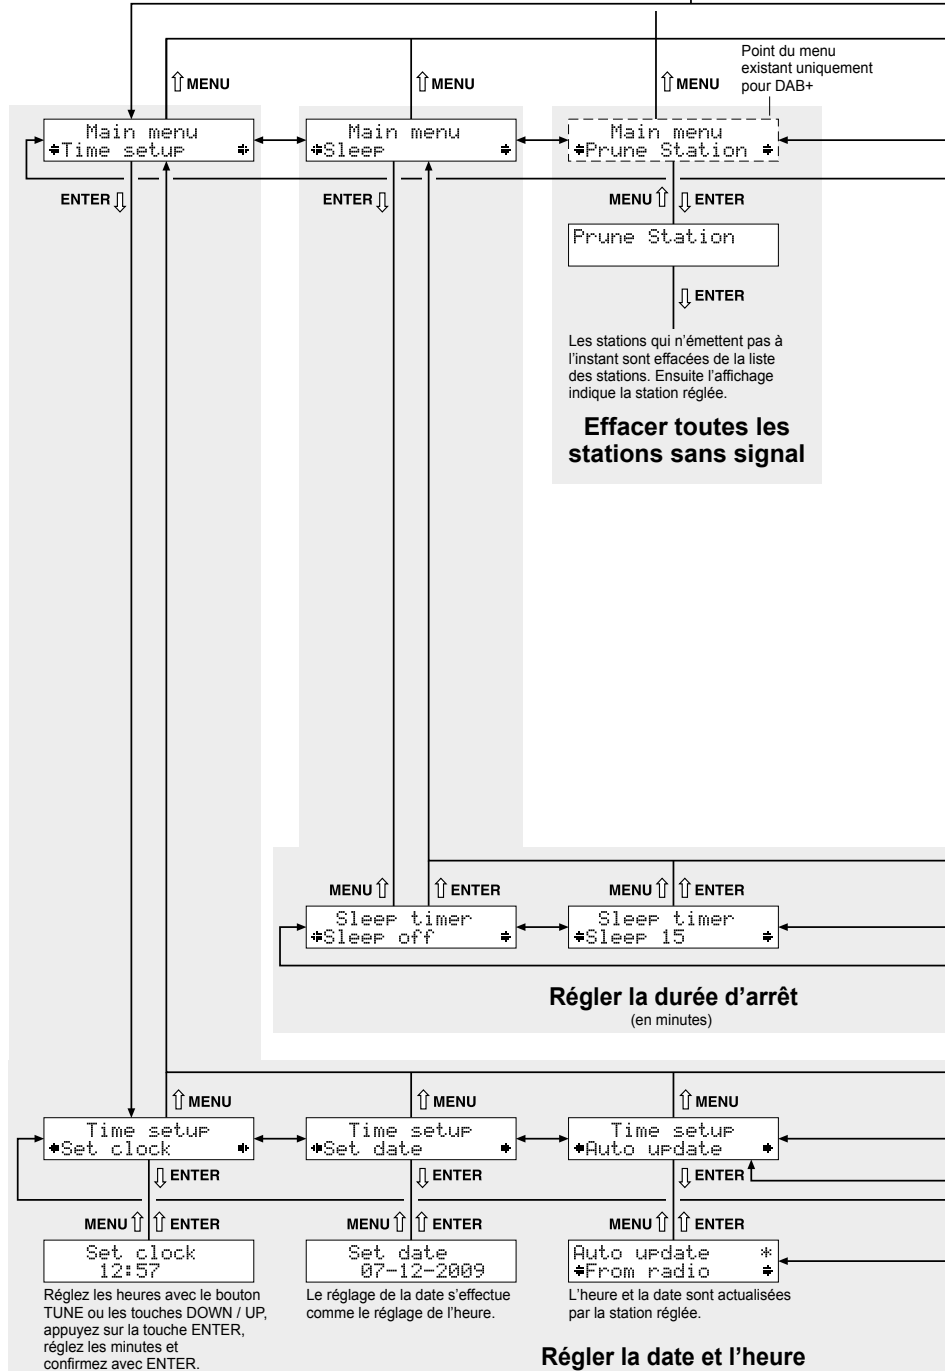 Point du menu
existant uniquement
pour DAB+
MENU
MENU
MENU
Main menu
Time setup
Main menu
Sleep
Main menu
Prune Station
ENTER
ENTER
MENU
ENTER
Prune Station
ENTER
Les stations qui n’émettent pas à
l’instant sont effacées de la liste
des stations. Ensuite l’affichage
indique la station réglée.
Effacer toutes les
stations sans signal
MENU
ENTER
MENU
ENTER
Sleep timer
Sleep off
Sleep timer
Sleep 15
Régler la durée d’arrêt
(en minutes)
MENU
MENU
MENU
Time setup
Set clock
Time setup
Set date
Time setup
Auto update
ENTER
ENTER
ENTER
MENU
ENTER
MENU
ENTER
MENU
ENTER
Set clock
12:57
Réglez les heures avec le bouton
TUNE ou les touches DOWN / UP,
appuyez sur la touche ENTER,
réglez les minutes et
confirmez avec ENTER.
Set date
07-12-2009
Le réglage de la date s’effectue
comme le réglage de l’heure.
Auto update *
From radio
L’heure et la date sont actualisées
par la station réglée.
Régler la date et l’heure